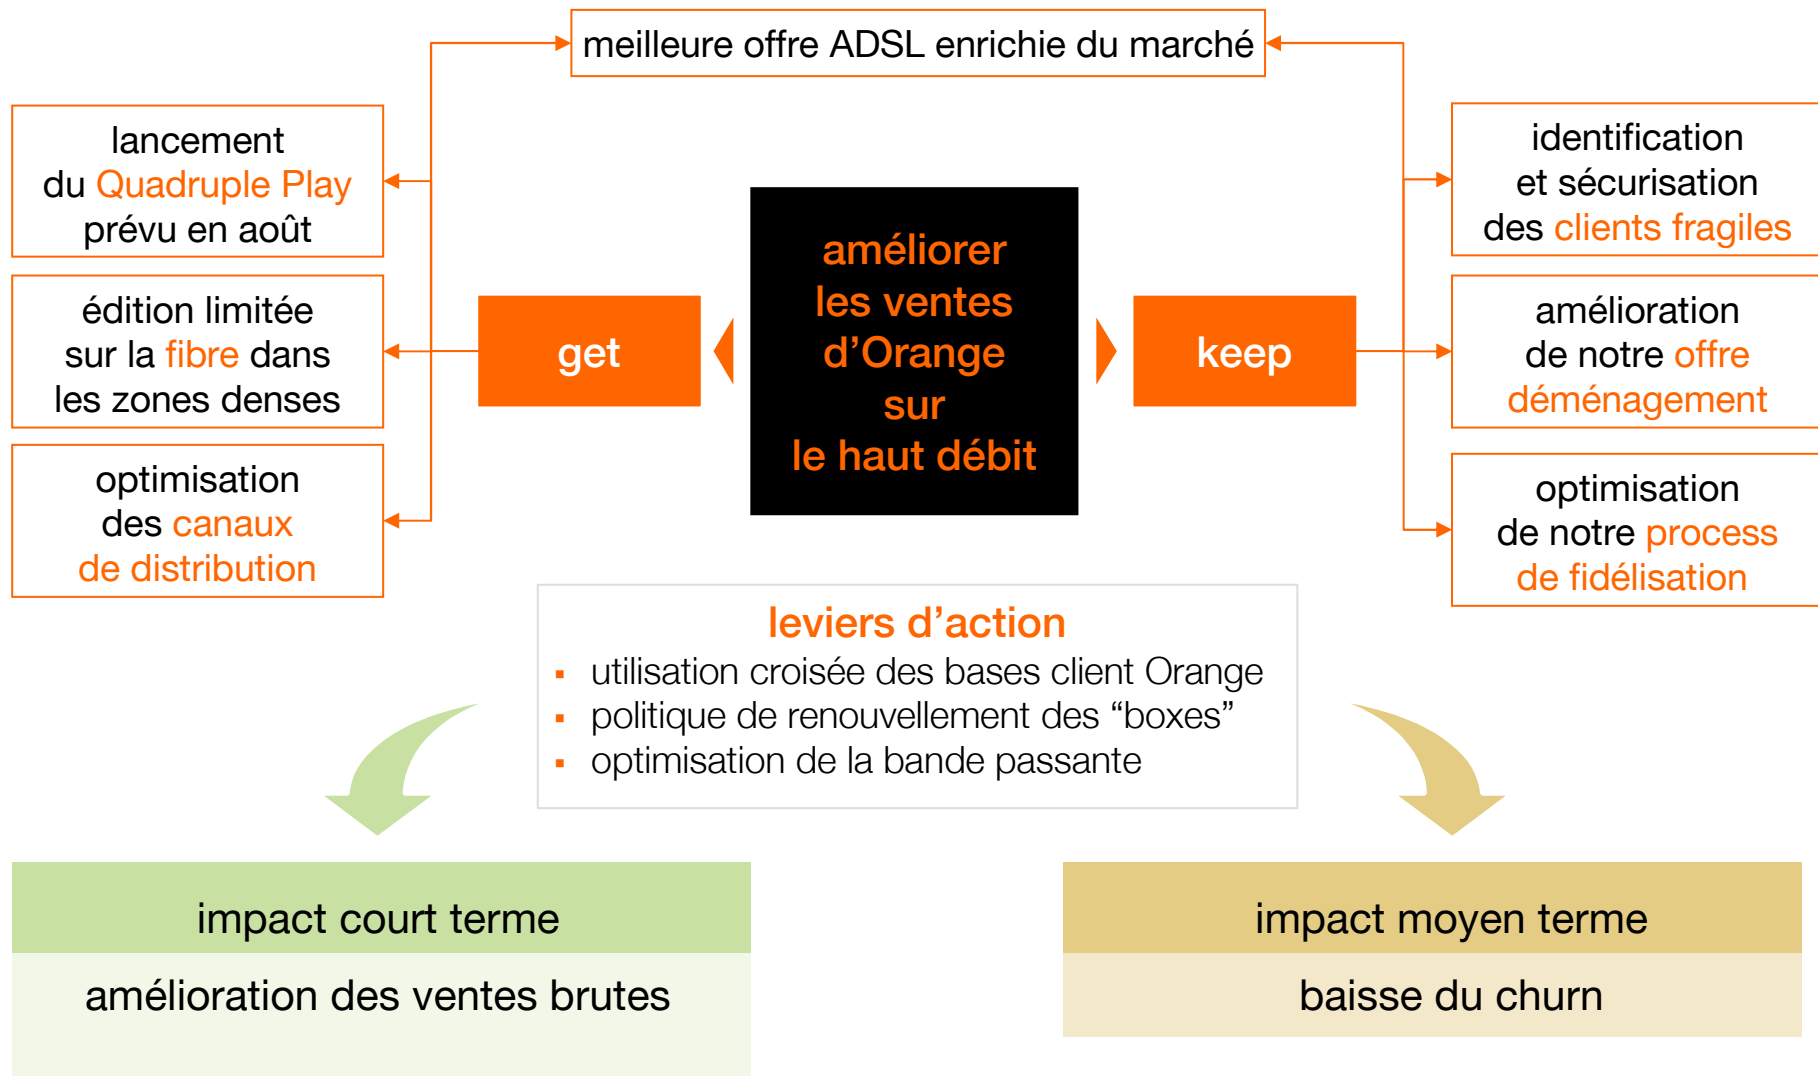 meilleure offre ADSL enrichie du marché
lancement
du Quadruple Play
prévu en août
édition limitée
sur la fibre dans
les zones denses
optimisation
des canaux
de distribution
get
améliorer
les ventes
d’Orange
sur
le haut débit
keep
identification
et sécurisation
des clients fragiles
amélioration
de notre offre
déménagement
optimisation
de notre process
de fidélisation
leviers d’action
▪ utilisation croisée des bases client Orange
▪ politique de renouvellement des “boxes”
▪ optimisation de la bande passante
impact court terme
amélioration des ventes brutes
impact moyen terme
baisse du churn